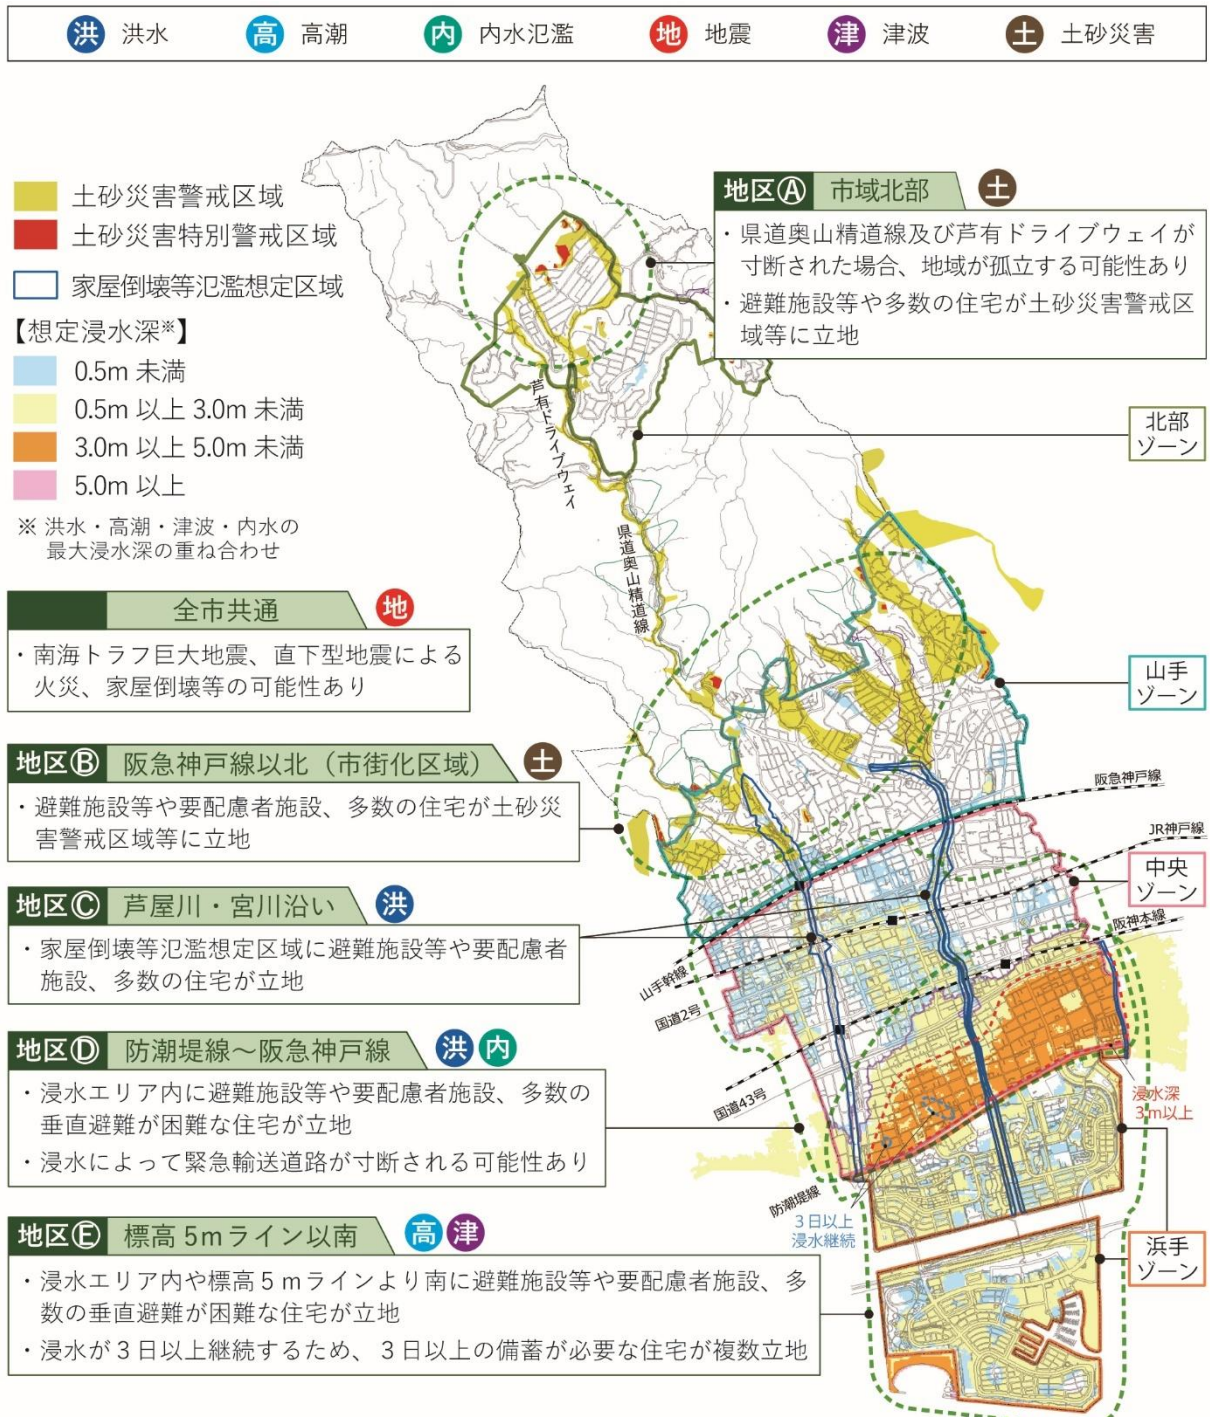 洪 洪水 高 高潮 内 内水氾濫 地 地震 津 津波 土 土砂災害
土砂災害警戒区域
土砂災害特別警戒区域
家屋倒壊等氾濫想定区域
【想定浸水深※】
0.5m 未満
0.5m 以上 3.0m 未満
3.0m 以上 5.0m 未満
5.0m 以上
※ 洪水・高潮・津波・内水の
最大浸水深の重ね合わせ
地区Ⓐ 市域北部 土
・県道奥山精道線及び芦有ドライブウェイが
寸断された場合、地域が孤立する可能性あり
・避難施設等や多数の住宅が土砂災害警戒区
域等に立地
北部
ゾーン
芦有ドライブウェイ
県道奥山精道線
全市共通 地
・南海トラフ巨大地震、直下型地震による
火災、家屋倒壊等の可能性あり
山手
ゾーン
地区Ⓑ 阪急神戸線以北（市街化区域） 土
・避難施設等や要配慮者施設、多数の住宅が土砂災
害警戒区域等に立地
阪急神戸線
JR神戸線
中央
ゾーン
阪神本線
地区Ⓒ 芦屋川・宮川沿い 洪
・家屋倒壊等氾濫想定区域に避難施設等や要配慮者
施設、多数の住宅が立地
山手幹線
国道2号
国道43号
防潮堤線
地区Ⓓ 防潮堤線～阪急神戸線 洪 内
・浸水エリア内に避難施設等や要配慮者施設、多数の
垂直避難が困難な住宅が立地
・浸水によって緊急輸送道路が寸断される可能性あり
浸水深
３m以上
３日以上
浸水継続
浜手
ゾーン
地区Ⓔ 標高 5mライン以南 高 津
・浸水エリア内や標高５mラインより南に避難施設等や要配慮者施設、多
数の垂直避難が困難な住宅が立地
・浸水が３日以上継続するため、３日以上の備蓄が必要な住宅が複数立地